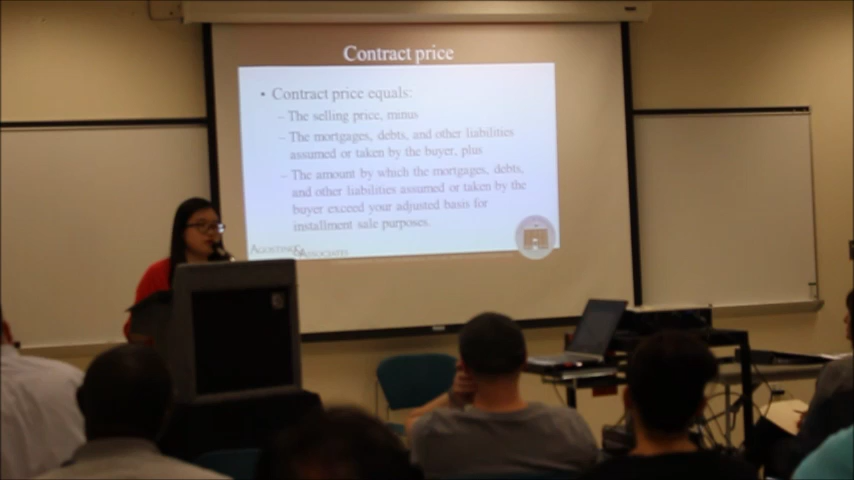 Contract price
• Contract price equals:
– The selling price, minus
– The mortgages, debts, and other liabilities
assumed or taken by the buyer, plus
– The amount by which the mortgages, debts,
and other liabilities assumed or taken by the
buyer exceed your adjusted basis for
installment sale purposes.
AGOSTINO
& ASSOCIATES